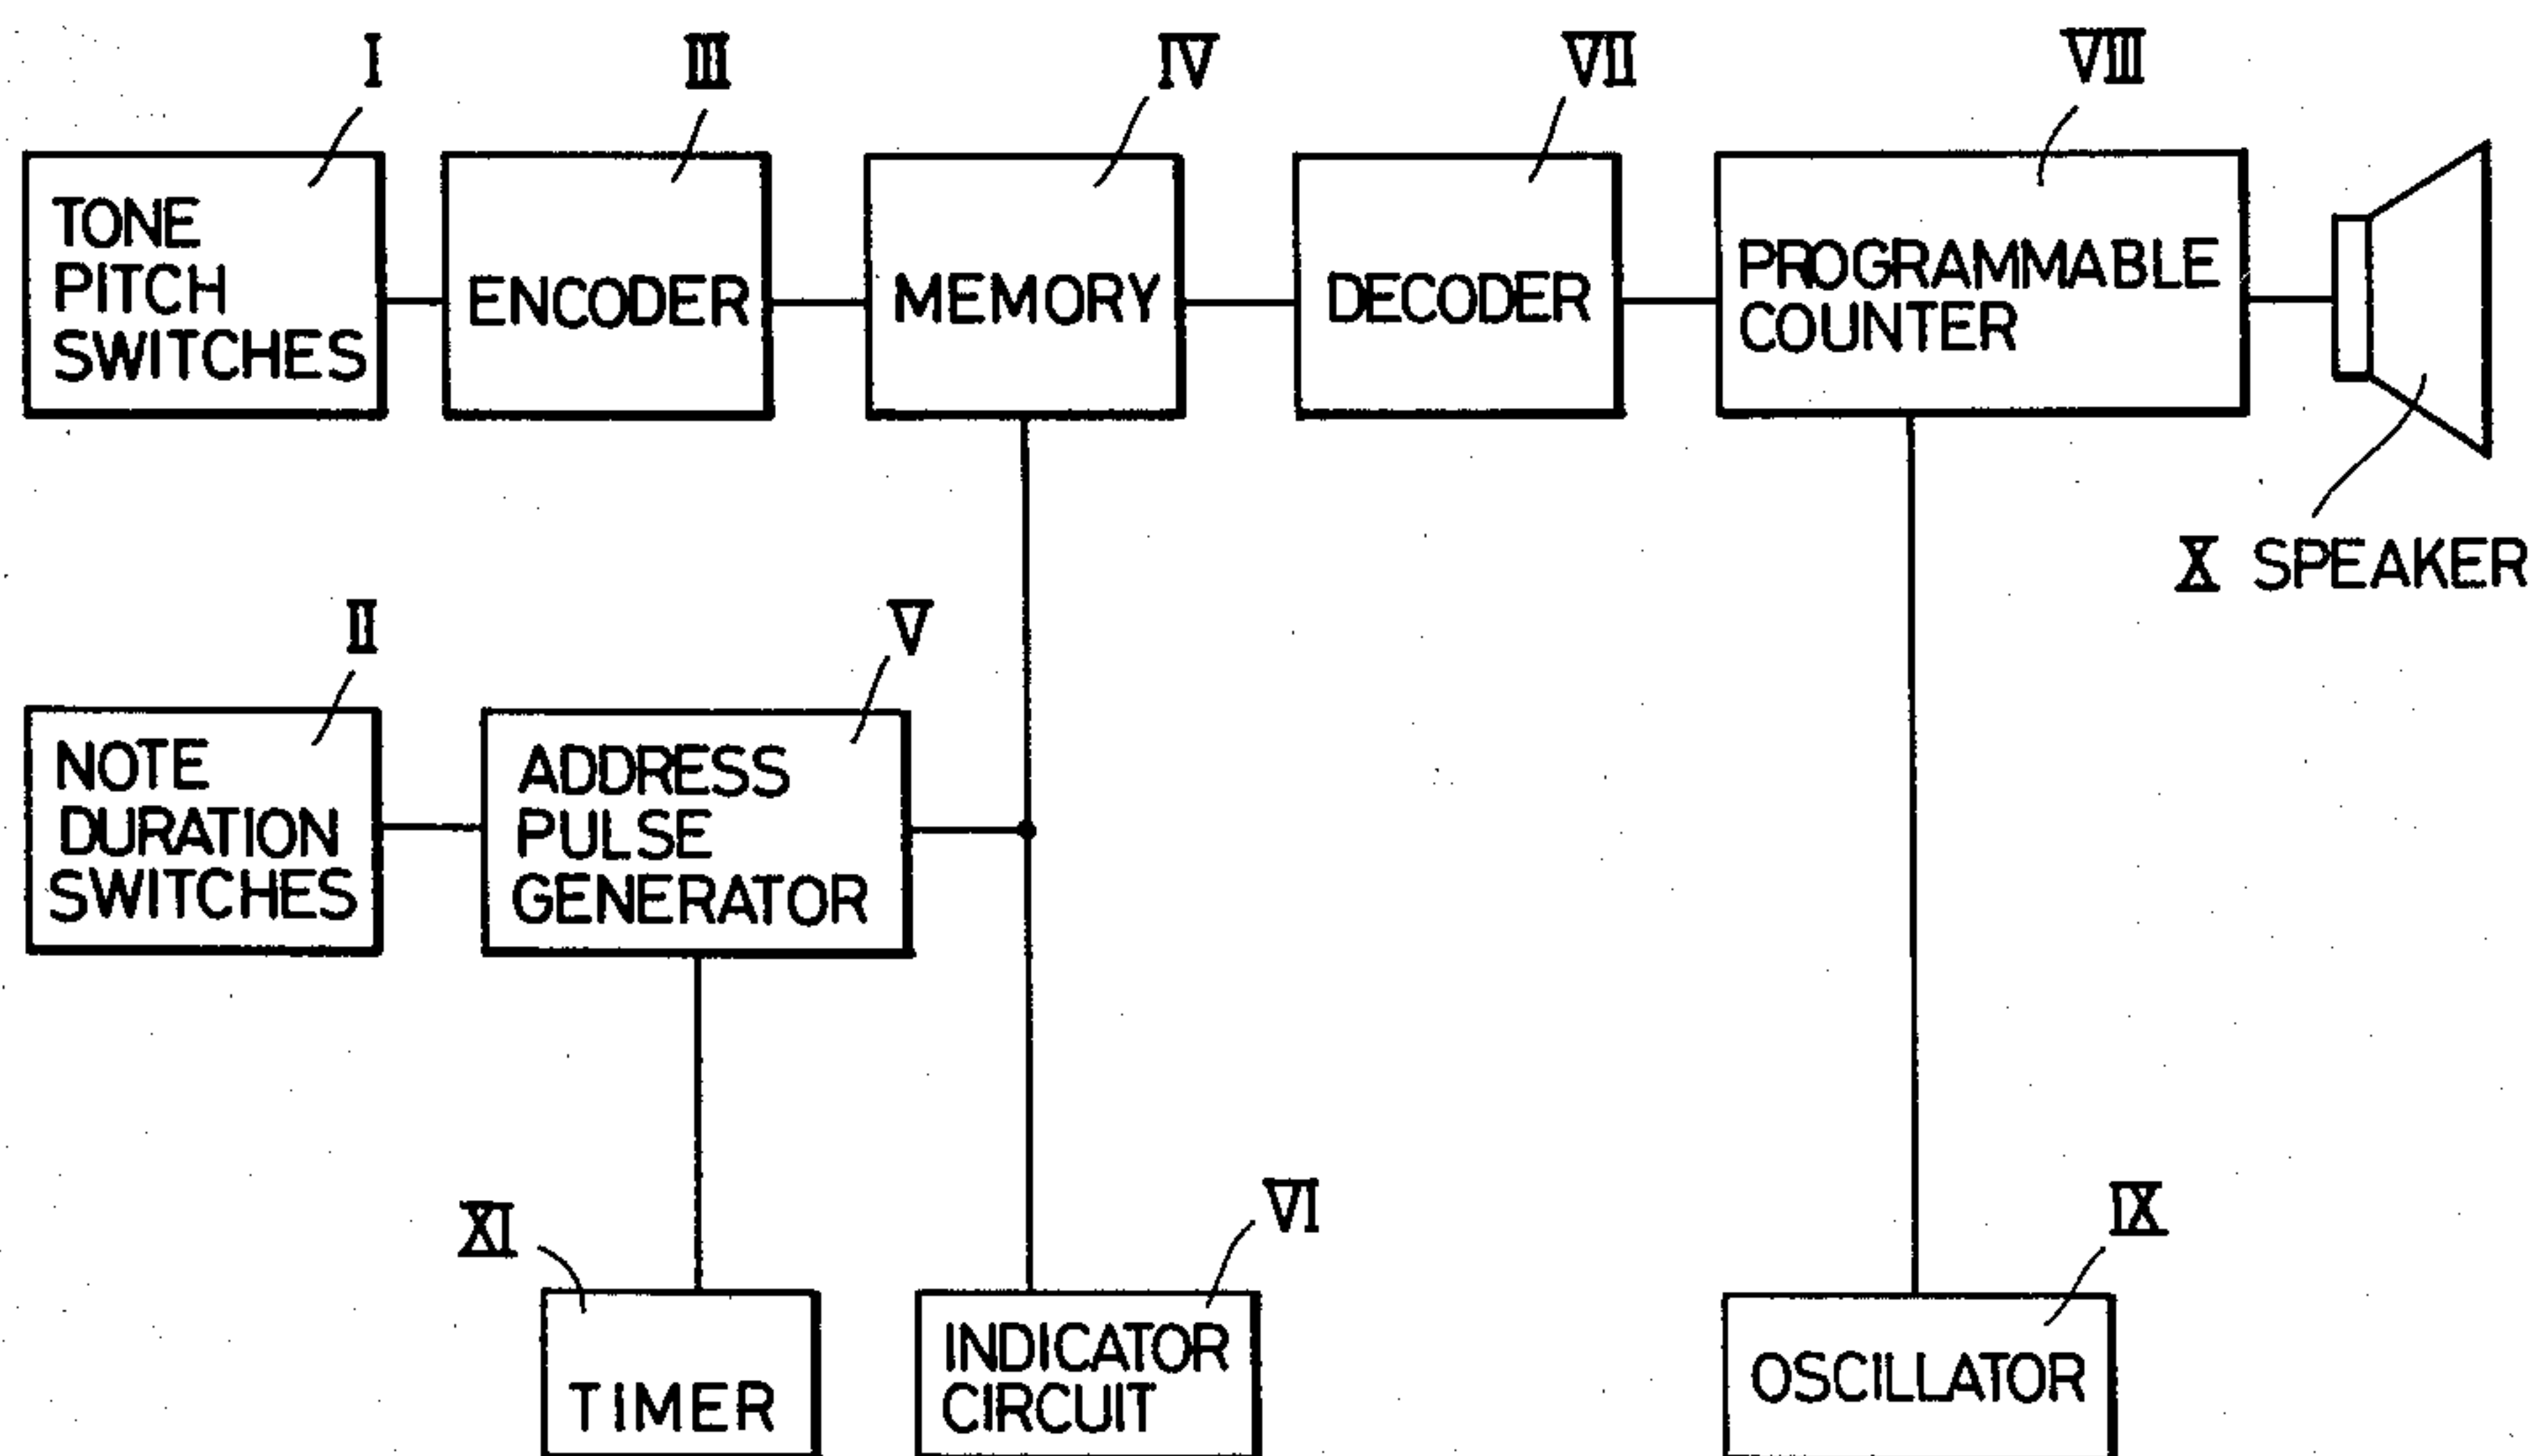 I
III
IV
VII
VIII
TONE
PITCH
SWITCHES
ENCODER
MEMORY
DECODER
PROGRAMMABLE
COUNTER
X SPEAKER
II
V
NOTE
DURATION
SWITCHES
ADDRESS
PULSE
GENERATOR
XI
VI
IX
TIMER
INDICATOR
CIRCUIT
OSCILLATOR